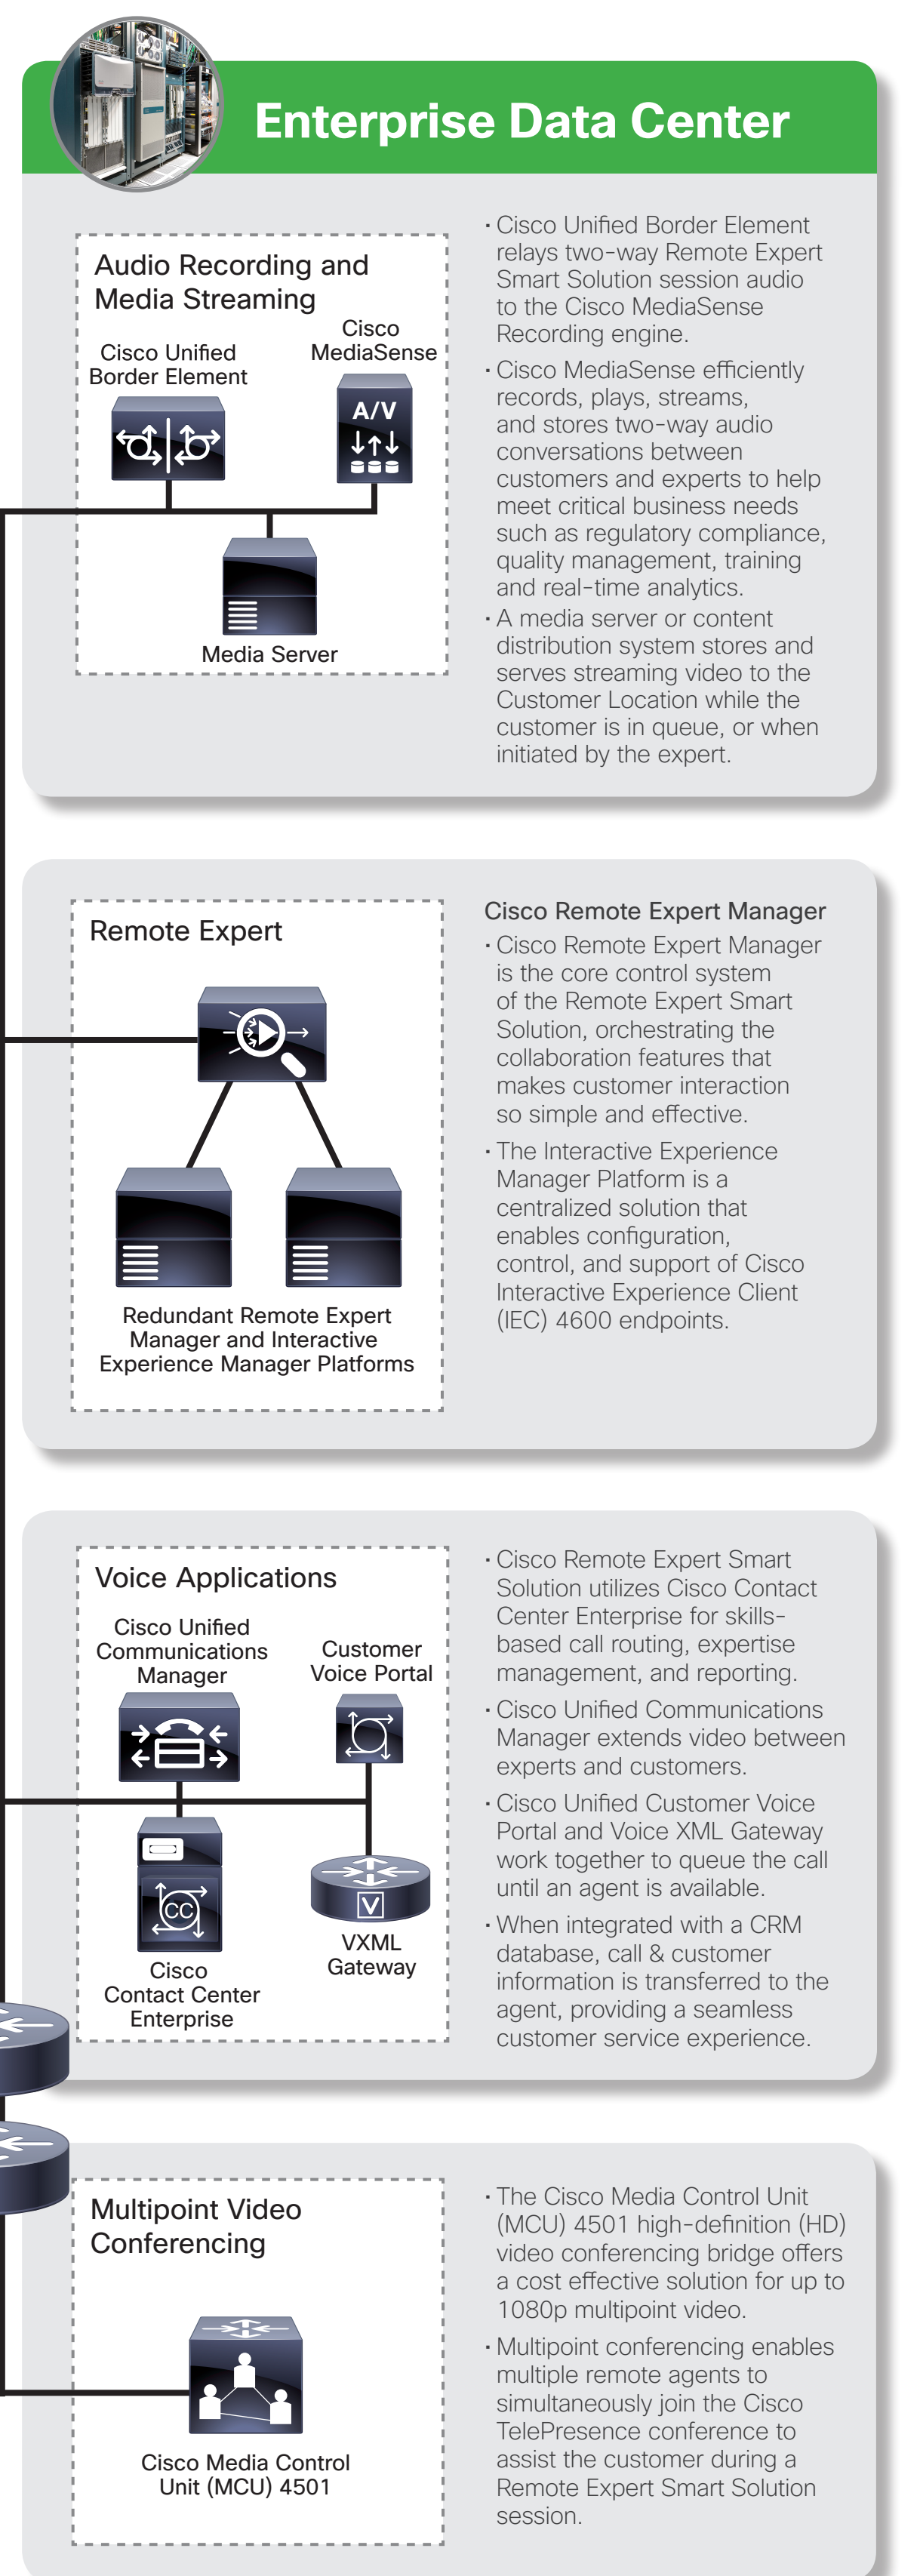 Enterprise Data Center
Audio Recording and
Media Streaming
Cisco Unified
Border Element
Cisco
MediaSense
A/V
Media Server
· Cisco Unified Border Element
relays two-way Remote Expert
Smart Solution session audio
to the Cisco MediaSense
Recording engine.
· Cisco MediaSense efficiently
records, plays, streams,
and stores two-way audio
conversations between
customers and experts to help
meet critical business needs
such as regulatory compliance,
quality management, training
and real-time analytics.
· A media server or content
distribution system stores and
serves streaming video to the
Customer Location while the
customer is in queue, or when
initiated by the expert.
Remote Expert
Redundant Remote Expert
Manager and Interactive
Experience Manager Platforms
Cisco Remote Expert Manager
· Cisco Remote Expert Manager
is the core control system
of the Remote Expert Smart
Solution, orchestrating the
collaboration features that
makes customer interaction
so simple and effective.
· The Interactive Experience
Manager Platform is a
centralized solution that
enables configuration,
control, and support of Cisco
Interactive Experience Client
(IEC) 4600 endpoints.
Voice Applications
Cisco Unified
Communications
Manager
Customer
Voice Portal
CC
V
Cisco
Contact Center
Enterprise
VXML
Gateway
· Cisco Remote Expert Smart
Solution utilizes Cisco Contact
Center Enterprise for skills-
based call routing, expertise
management, and reporting.
· Cisco Unified Communications
Manager extends video between
experts and customers.
· Cisco Unified Customer Voice
Portal and Voice XML Gateway
work together to queue the call
until an agent is available.
· When integrated with a CRM
database, call & customer
information is transferred to the
agent, providing a seamless
customer service experience.
Multipoint Video
Conferencing
Cisco Media Control
Unit (MCU) 4501
· The Cisco Media Control Unit
(MCU) 4501 high-definition (HD)
video conferencing bridge offers
a cost effective solution for up to
1080p multipoint video.
· Multipoint conferencing enables
multiple remote agents to
simultaneously join the Cisco
TelePresence conference to
assist the customer during a
Remote Expert Smart Solution
session.